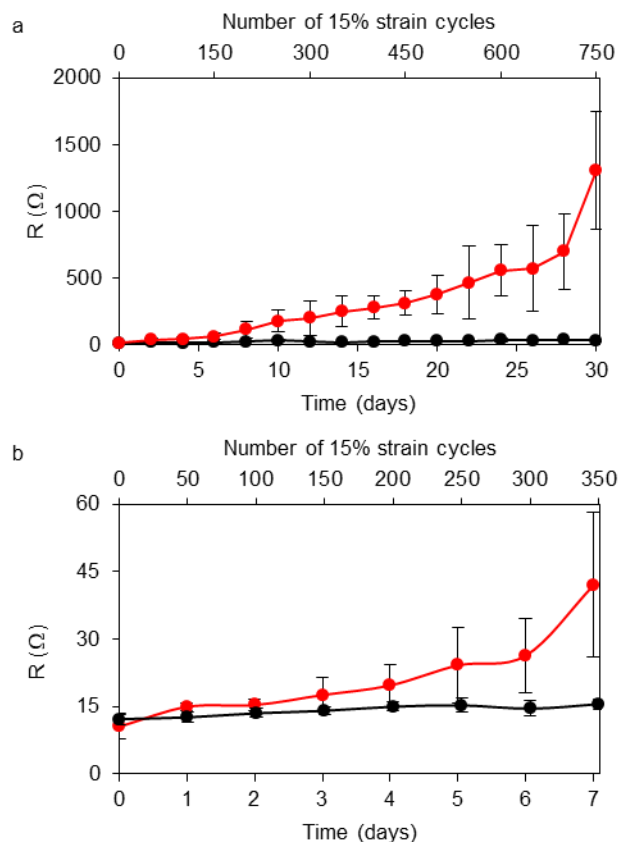 a
Number of 15% strain cycles
0 150 300 450 600 750
2000
1500
1000
500
0
R (Ω)
0 5 10 15 20 25 30
Time (days)
b
Number of 15% strain cycles
0 50 100 150 200 250 300 350
60
45
30
15
0
R (Ω)
0 1 2 3 4 5 6 7
Time (days)